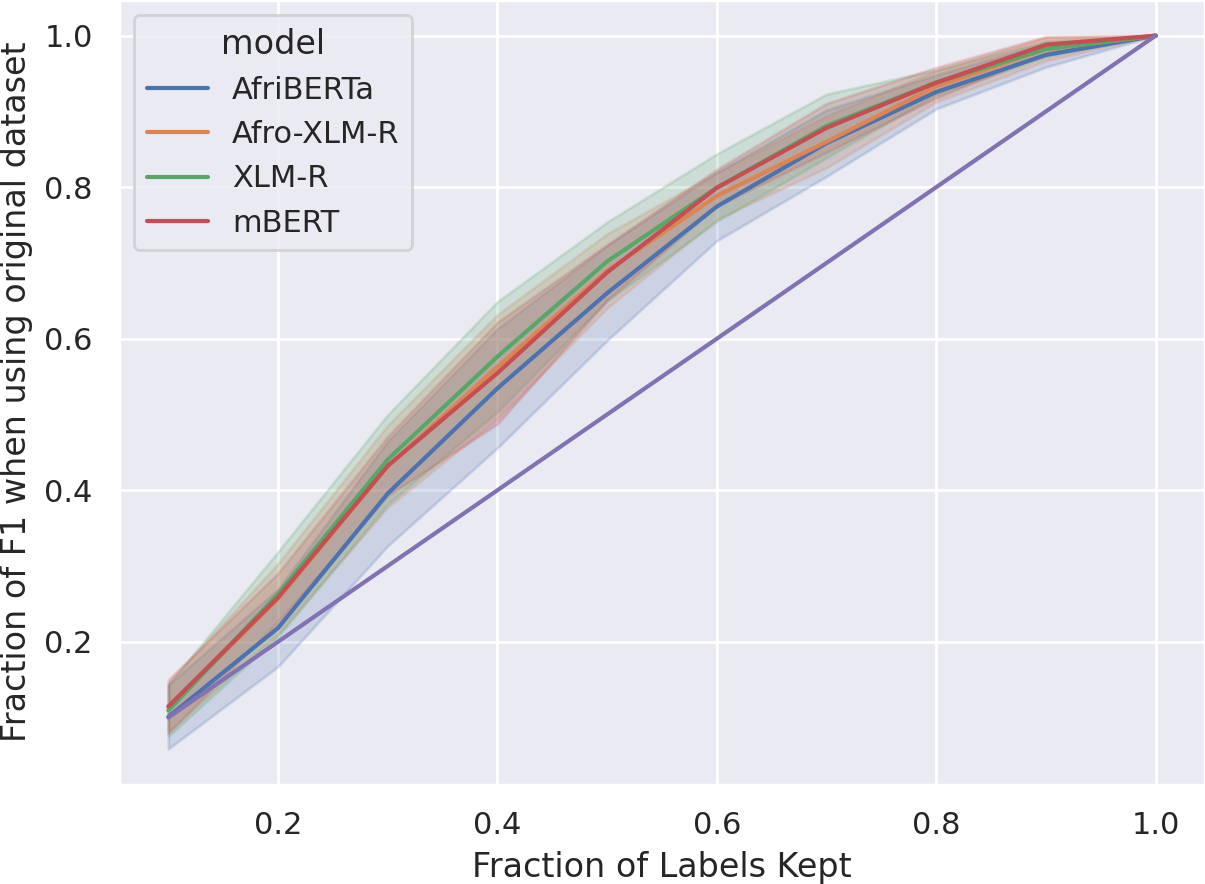 Fraction of F1 when using original dataset
1.0
0.8
0.6
0.4
0.2
model
AfriBERTa
Afro-XLM-R
XLM-R
mBERT
0.2 0.4 0.6 0.8 1.0
Fraction of Labels Kept